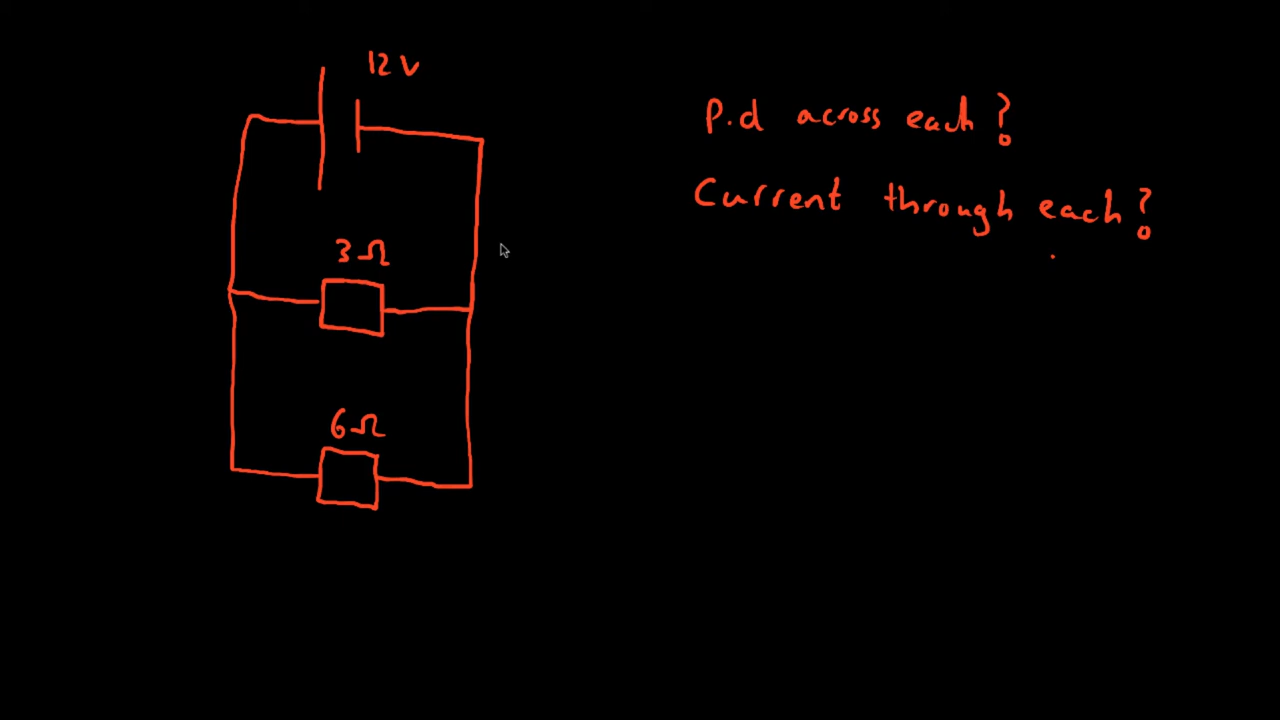 12 V
P.d across each?
Current through each?
3 Ω
6 Ω